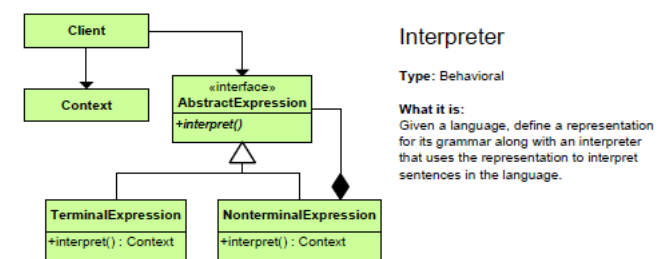 Client
Context
«interface»
AbstractExpression
+interpret()
TerminalExpression
+interpret() : Context
NonterminalExpression
+interpret() : Context
Interpreter
Type: Behavioral
What it is:
Given a language, define a representation
for its grammar along with an interpreter
that uses the representation to interpret
sentences in the language.